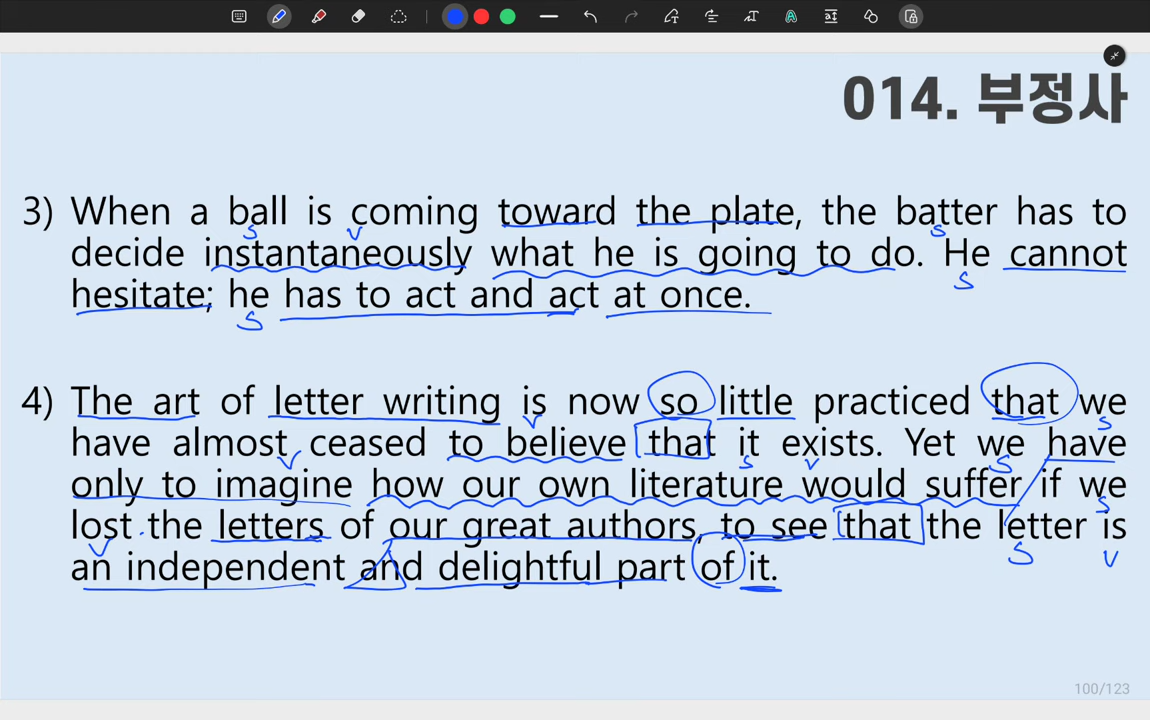 014. 부정사
3) When a ball is coming toward the plate, the batter has to
s v s
decide instantaneously what he is going to do. He cannot
s
hesitate; he has to act and act at once.
s
4) The art of letter writing is now so little practiced that we
v s
have almost ceased to believe that it exists. Yet we have
v s v s
only to imagine how our own literature would suffer if we
s
lost the letters of our great authors, to see that the letter is
v s v
an independent and delightful part of it.
100/123